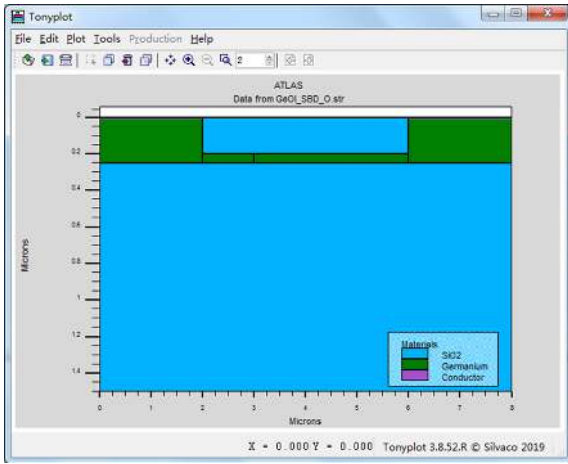 Tonyplot
File Edit Plot Tools Production Help
2
ATLAS
Data from GeOI_SBD_O.str
0
0.2
0.4
0.6
0.8
1
1.2
1.4
Microns
0 1 2 3 4 5 6 7 8
Microns
Materials
SiO2
Germanium
Conductor
X = 0.000 Y = 0.000 Tonyplot 3.8.52.R © Silvaco 2019